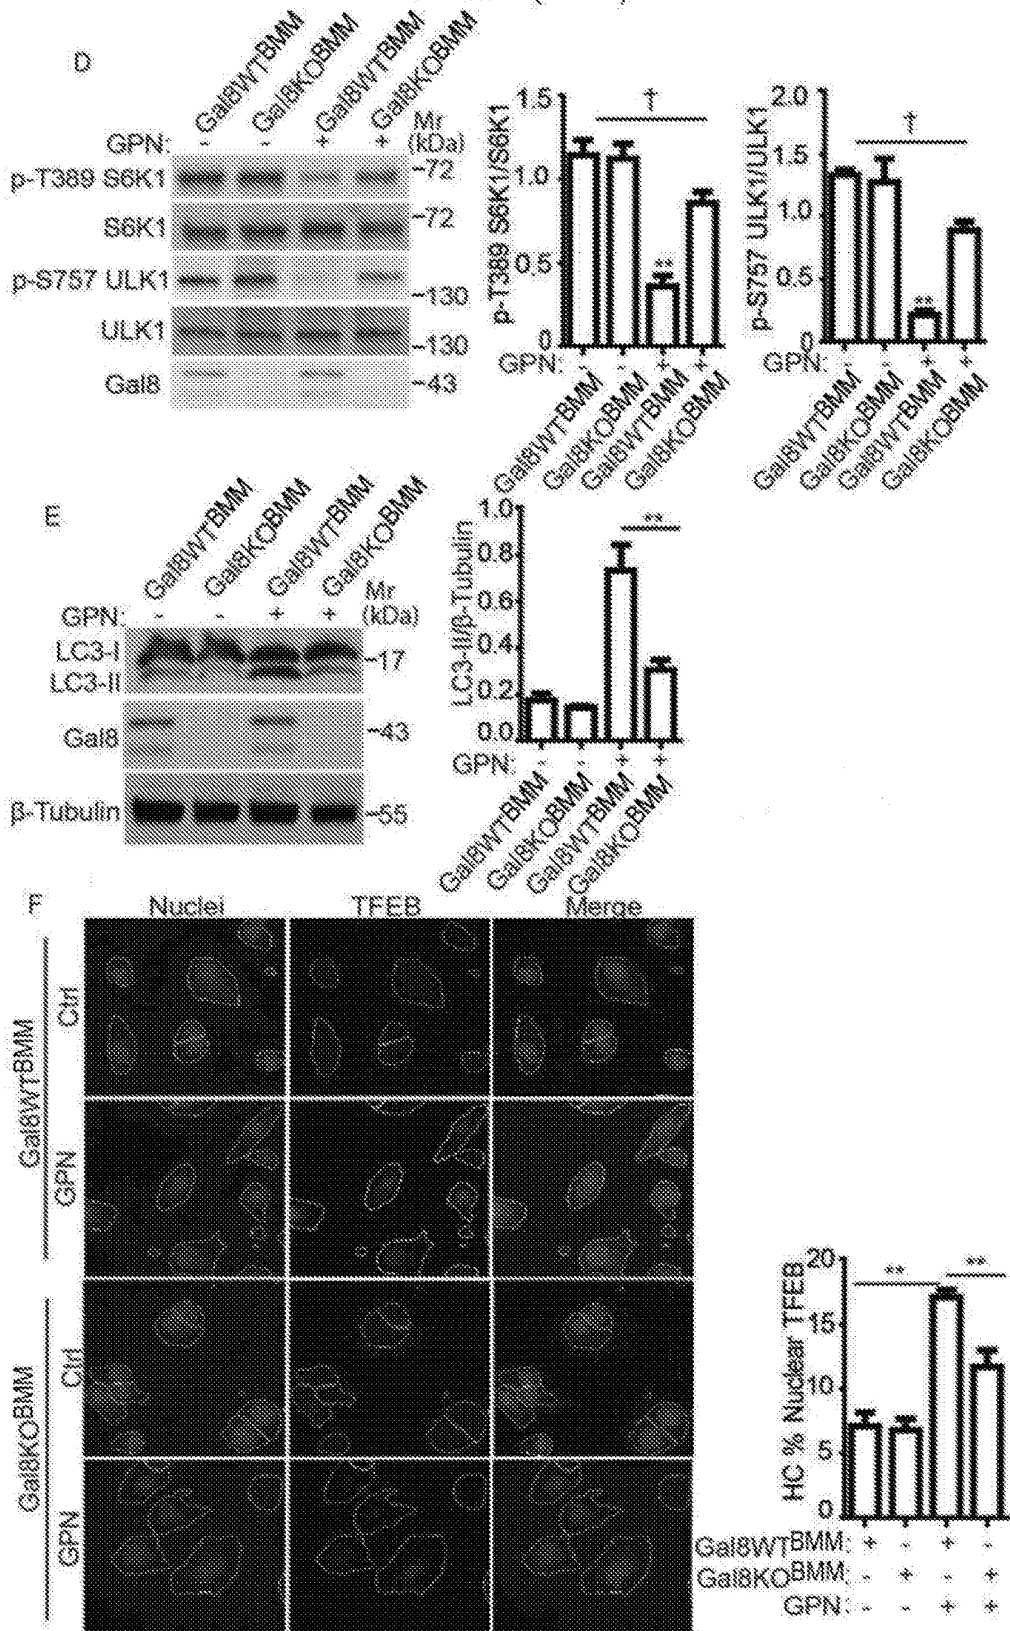 D
Gal8WTBMM Gal8KOBMM Gal8WTBMM Gal8KOBMM
GPN: - - + + Mr (kDa)
p-T389 S6K1 -72
S6K1 -72
p-S757 ULK1 -130
ULK1 -130
Gal8 -43
p-T389 S6K1/S6K1
1.5
1.0
0.5
0
†
**
GPN: - - + +
Gal8WTBMM Gal8KOBMM Gal8WTBMM Gal8KOBMM
p-S757 ULK1/ULK1
2.0
1.5
1.0
0.5
0
†
**
GPN: - - + +
Gal8WTBMM Gal8KOBMM Gal8WTBMM Gal8KOBMM
E
Gal8WTBMM Gal8KOBMM Gal8WTBMM Gal8KOBMM
GPN: - - + + Mr (kDa)
LC3-I -17
LC3-II
Gal8 -43
β-Tubulin -55
LC3-II/β-Tubulin
1.0
0.8
0.6
0.4
0.2
0.0
**
GPN: - - + +
Gal8WTBMM Gal8KOBMM Gal8WTBMM Gal8KOBMM
F
Nuclei TFEB Merge
Gal8WTBMM
Ctrl
GPN
Gal8KOBMM
Ctrl
GPN
HC % Nuclear TFEB
20
15
10
5
0
** **
Gal8WTBMM: + - + -
Gal8KOBMM: - + - +
GPN: - - + +